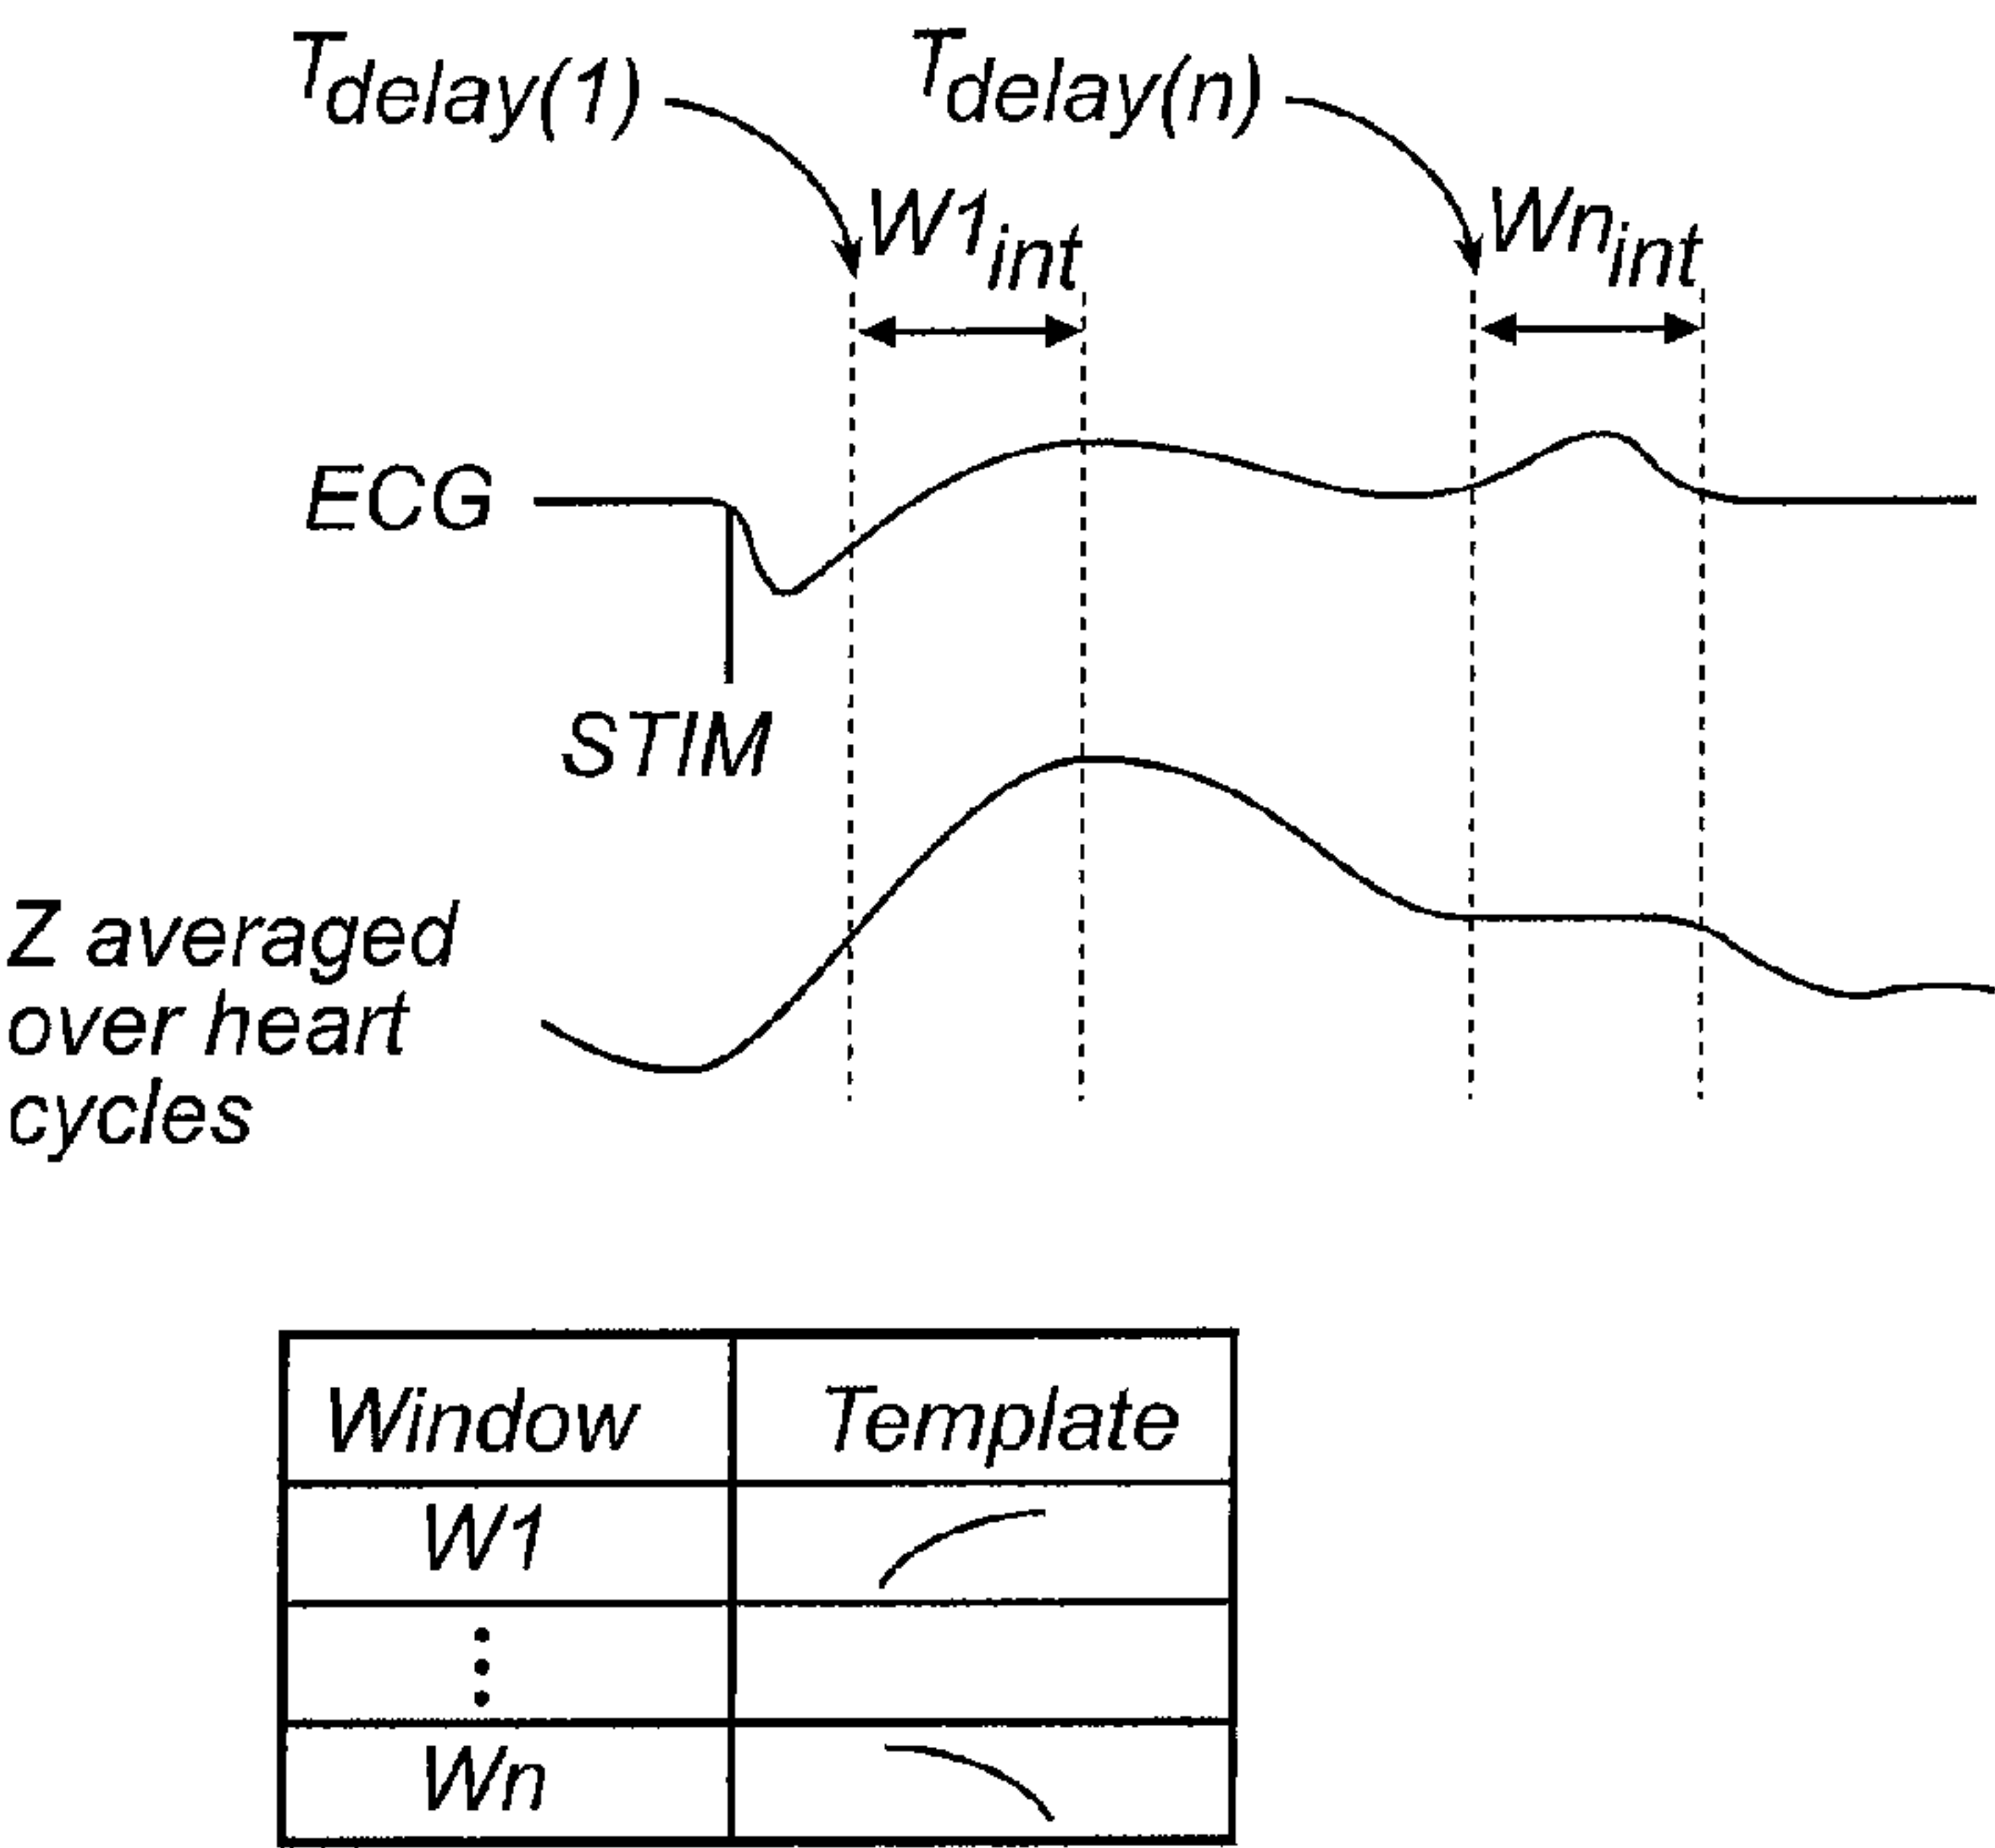 Tdelay(1) Tdelay(n)
W1int Wnint
ECG
STIM
Z averaged
over heart
cycles
Window Template
W1
Wn